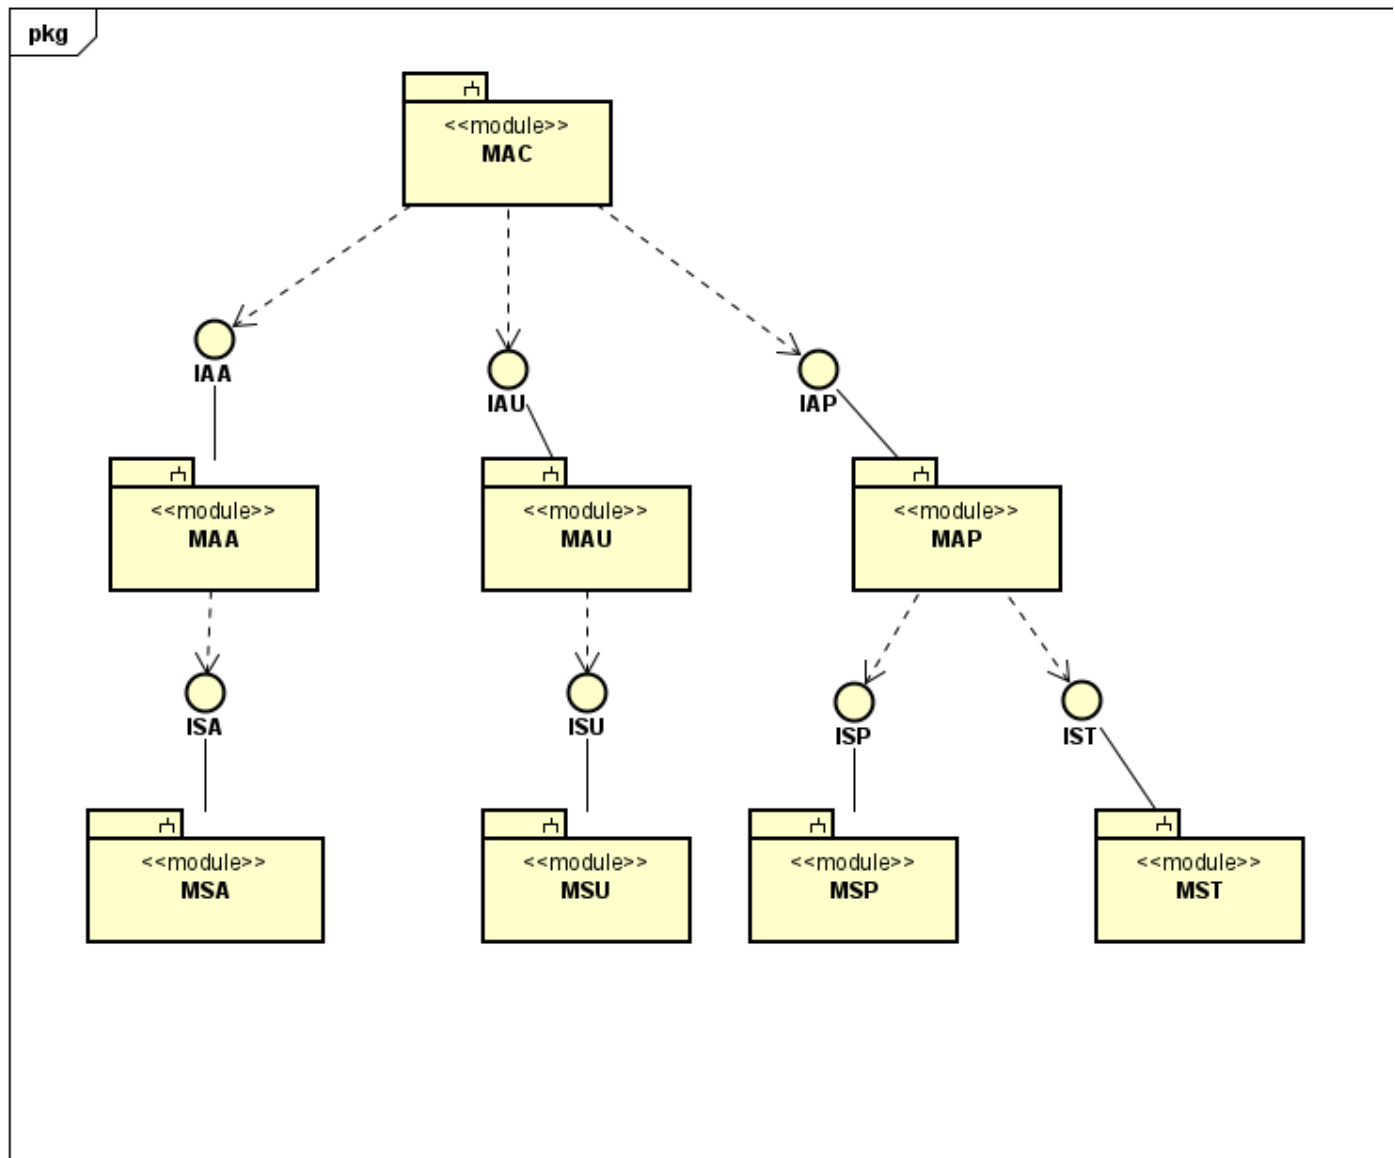 pkg
<<module>>
MAC
IAA
IAU
IAP
<<module>>
MAA
<<module>>
MAU
<<module>>
MAP
ISA
ISU
ISP
IST
<<module>>
MSA
<<module>>
MSU
<<module>>
MSP
<<module>>
MST